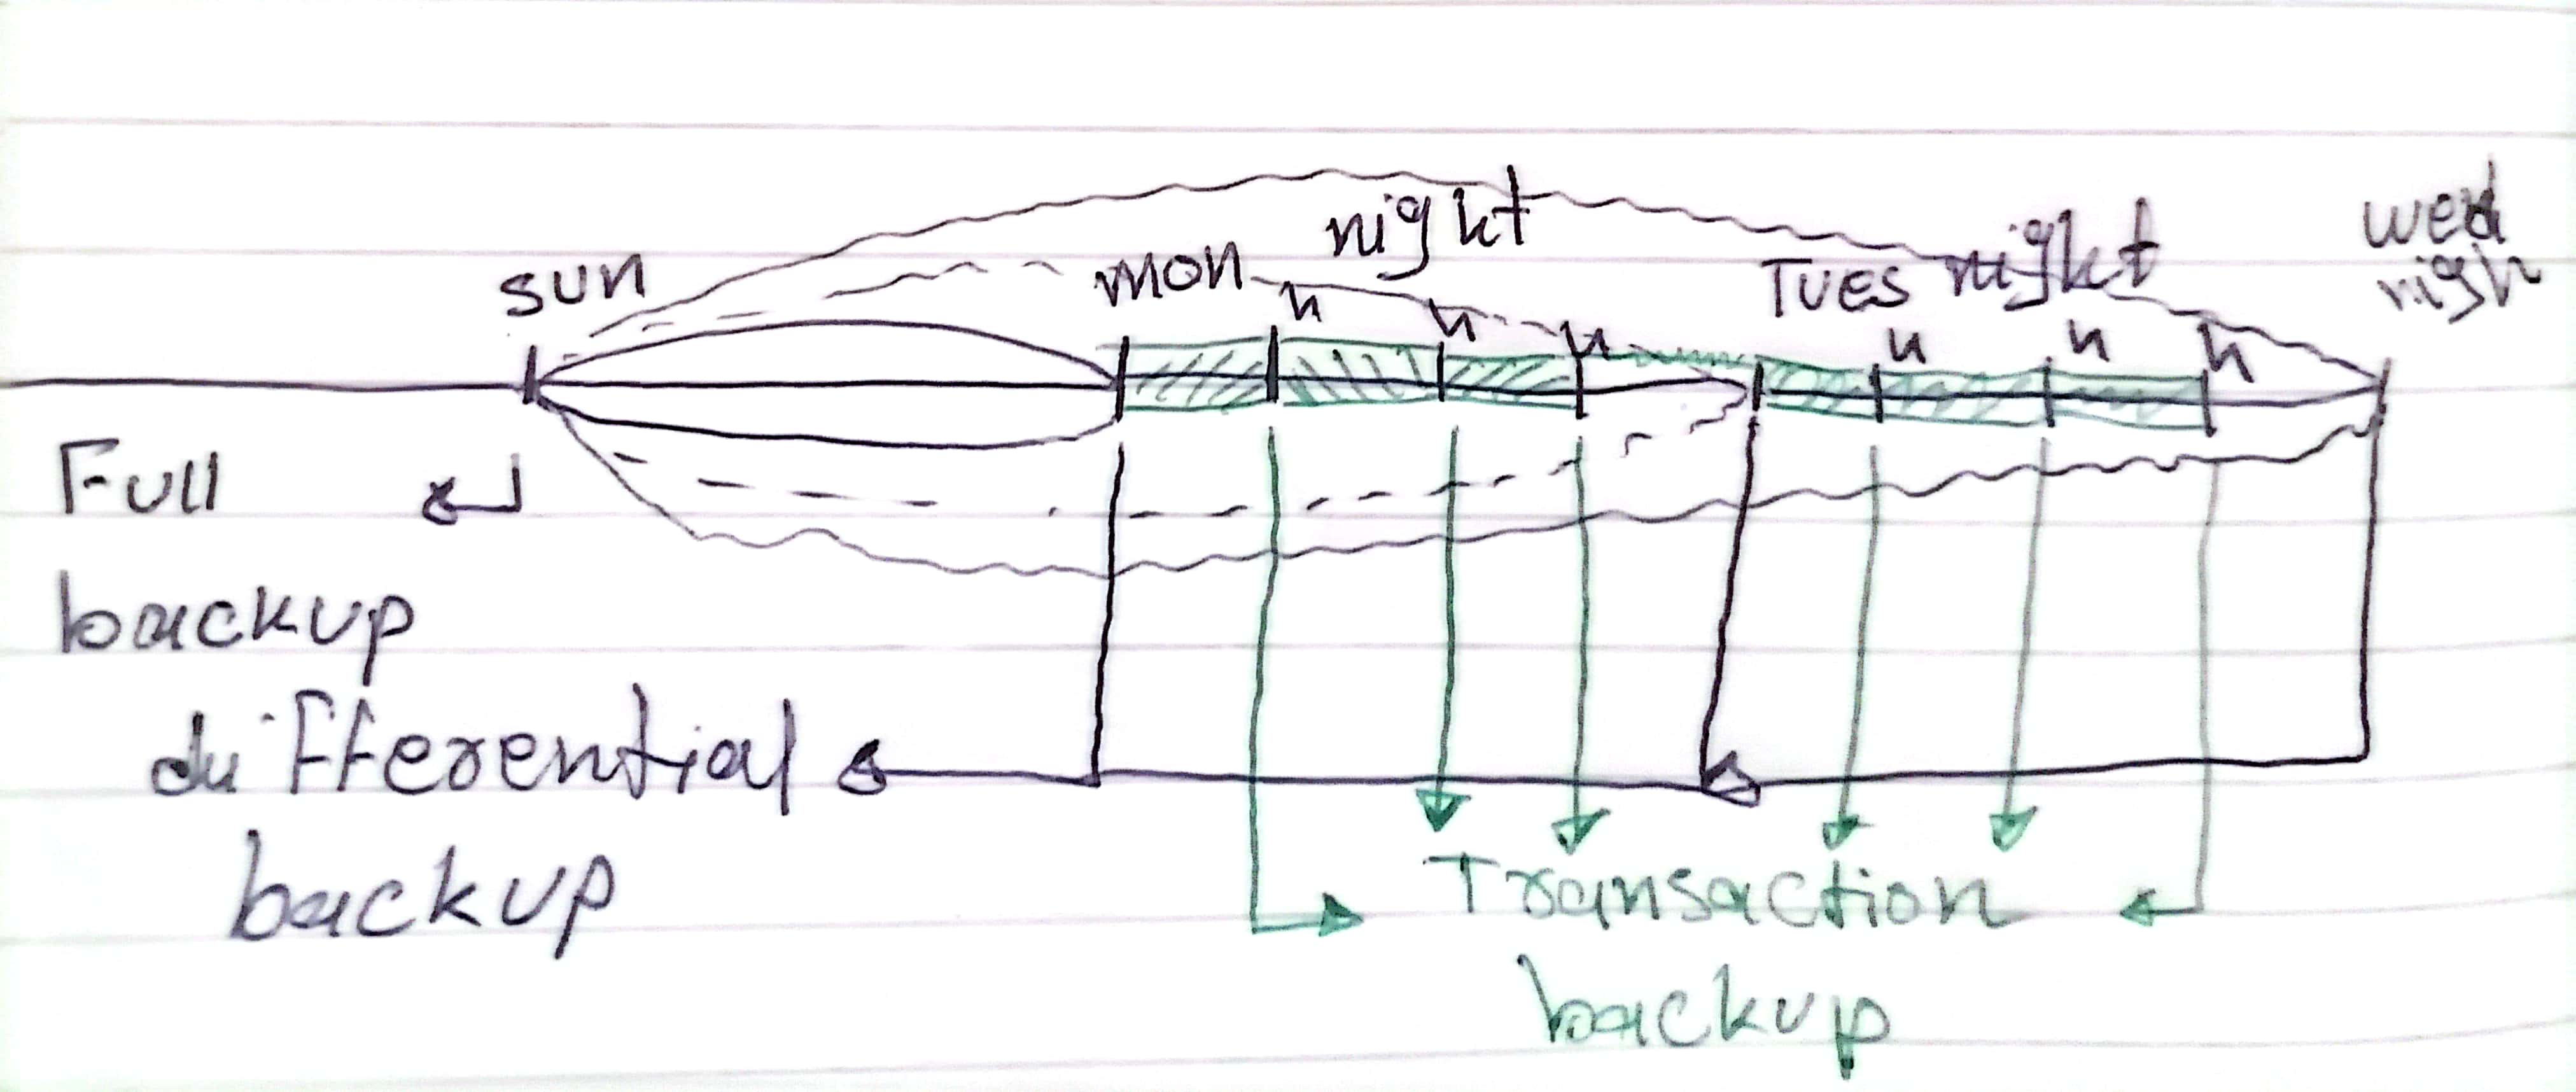 sun
mon night
Tues night
wed
nigh
n n n n n n
Full
backup
differential
backup
Transaction
backup